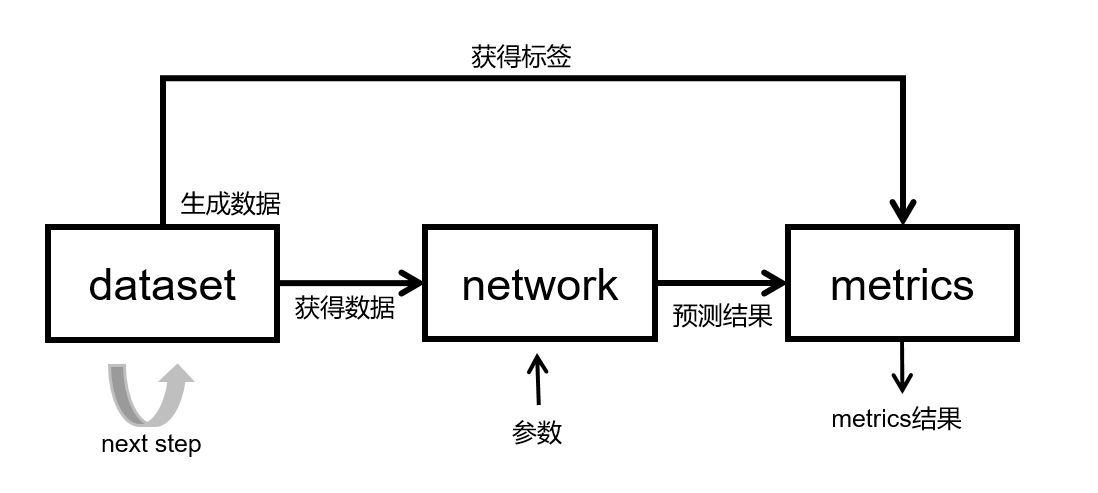 获得标签
生成数据
dataset
network
metrics
获得数据
预测结果
next step
参数
metrics结果